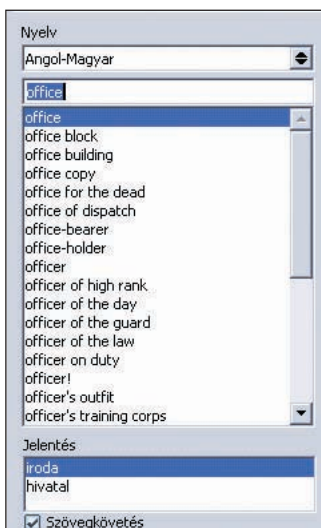 Nyelv
Angol-Magyar
office
office
office block
office building
office copy
office for the dead
office of dispatch
office-bearer
office-holder
officer
officer of high rank
officer of the day
officer of the guard
officer of the law
officer on duty
officer!
officer's outfit
officer's training corps
Jelentés
iroda
hivatal
Szövegkövetés